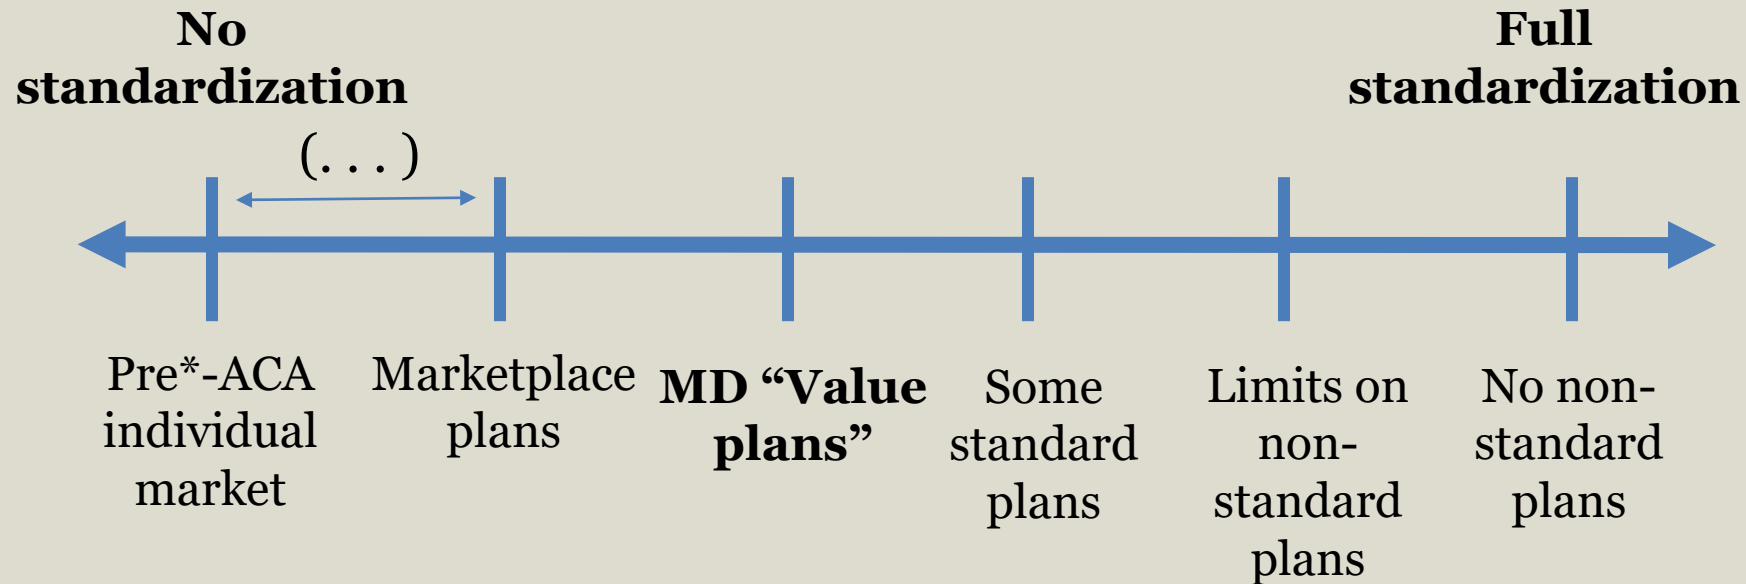 No
standardization
Full
standardization
(. . . )
Pre*-ACA
individual
market
Marketplace
plans
MD “Value
plans”
Some
standard
plans
Limits on
non-
standard
plans
No non-
standard
plans